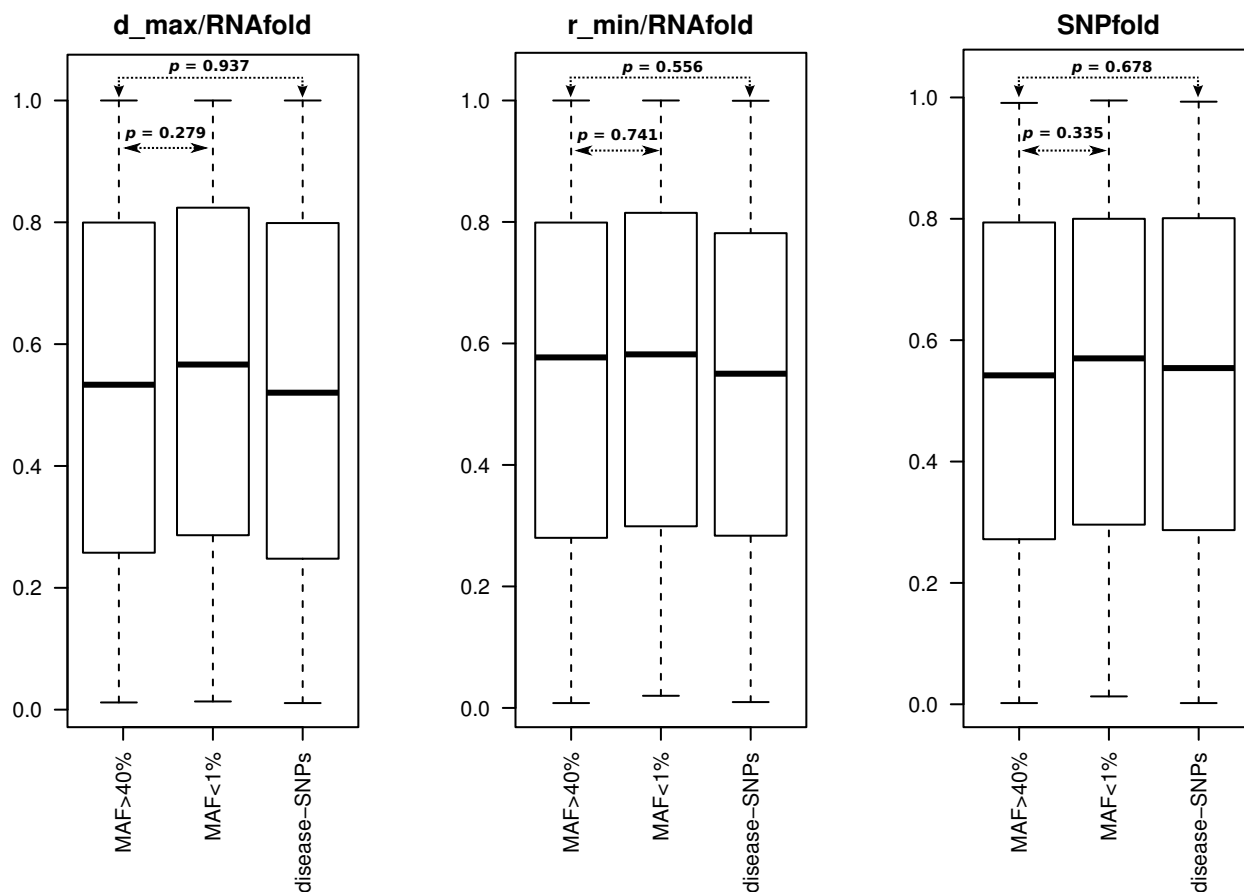 d_max/RNAfold
p = 0.937
p = 0.279
1.0
0.8
0.6
0.4
0.2
0.0
MAF>40%
MAF<1%
disease−SNPs
r_min/RNAfold
p = 0.556
p = 0.741
1.0
0.8
0.6
0.4
0.2
0.0
MAF>40%
MAF<1%
disease−SNPs
SNPfold
p = 0.678
p = 0.335
1.0
0.8
0.6
0.4
0.2
0.0
MAF>40%
MAF<1%
disease−SNPs